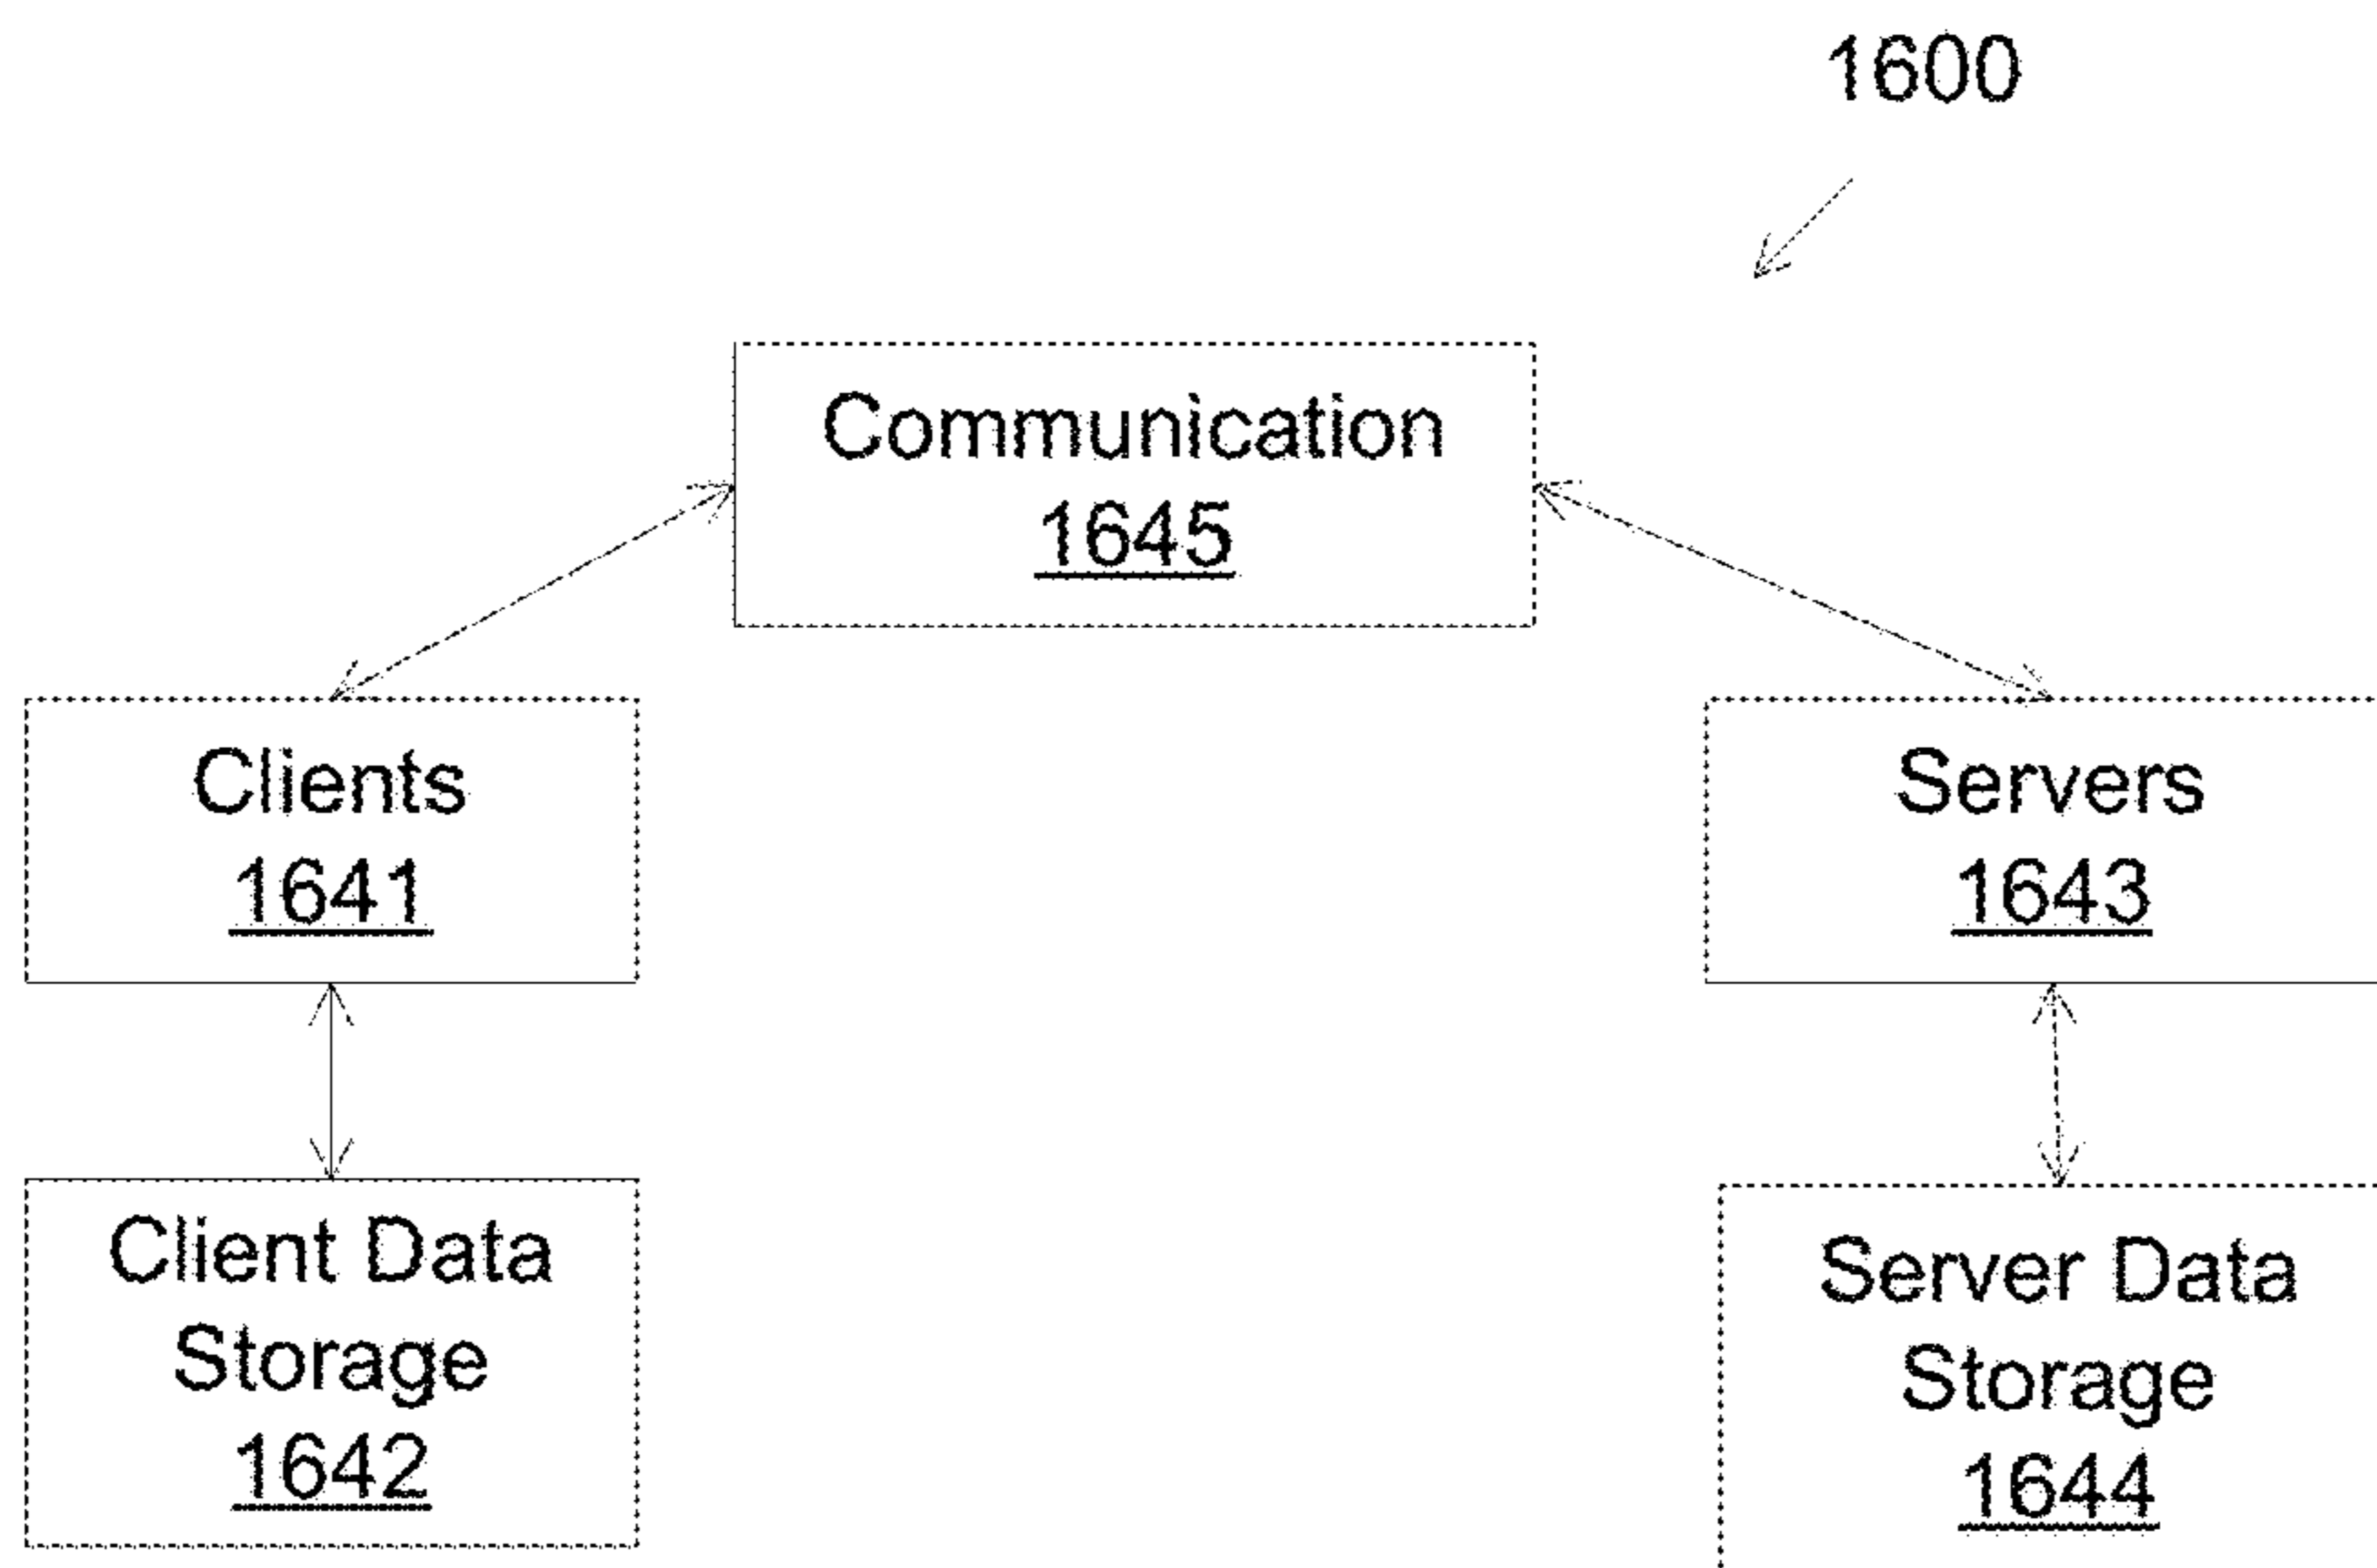 1600
Communication
1645
Clients
1641
Servers
1643
Client Data
Storage
1642
Server Data
Storage
1644